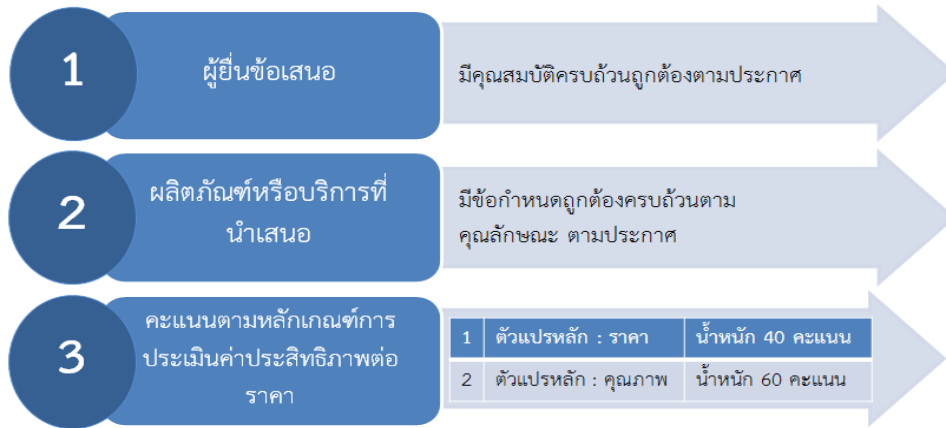 1
ผู้ยื่นข้อเสนอ
มีคุณสมบัติครบถ้วนถูกต้องตามประกาศ
2
ผลิตภัณฑ์หรือบริการที่
นำเสนอ
มีข้อกำหนดถูกต้องครบถ้วนตาม
คุณลักษณะ ตามประกาศ
3
คะแนนตามหลักเกณฑ์การ
ประเมินค่าประสิทธิภาพต่อ
ราคา
1 ตัวแปรหลัก : ราคา น้ำหนัก 40 คะแนน
2 ตัวแปรหลัก : คุณภาพ น้ำหนัก 60 คะแนน